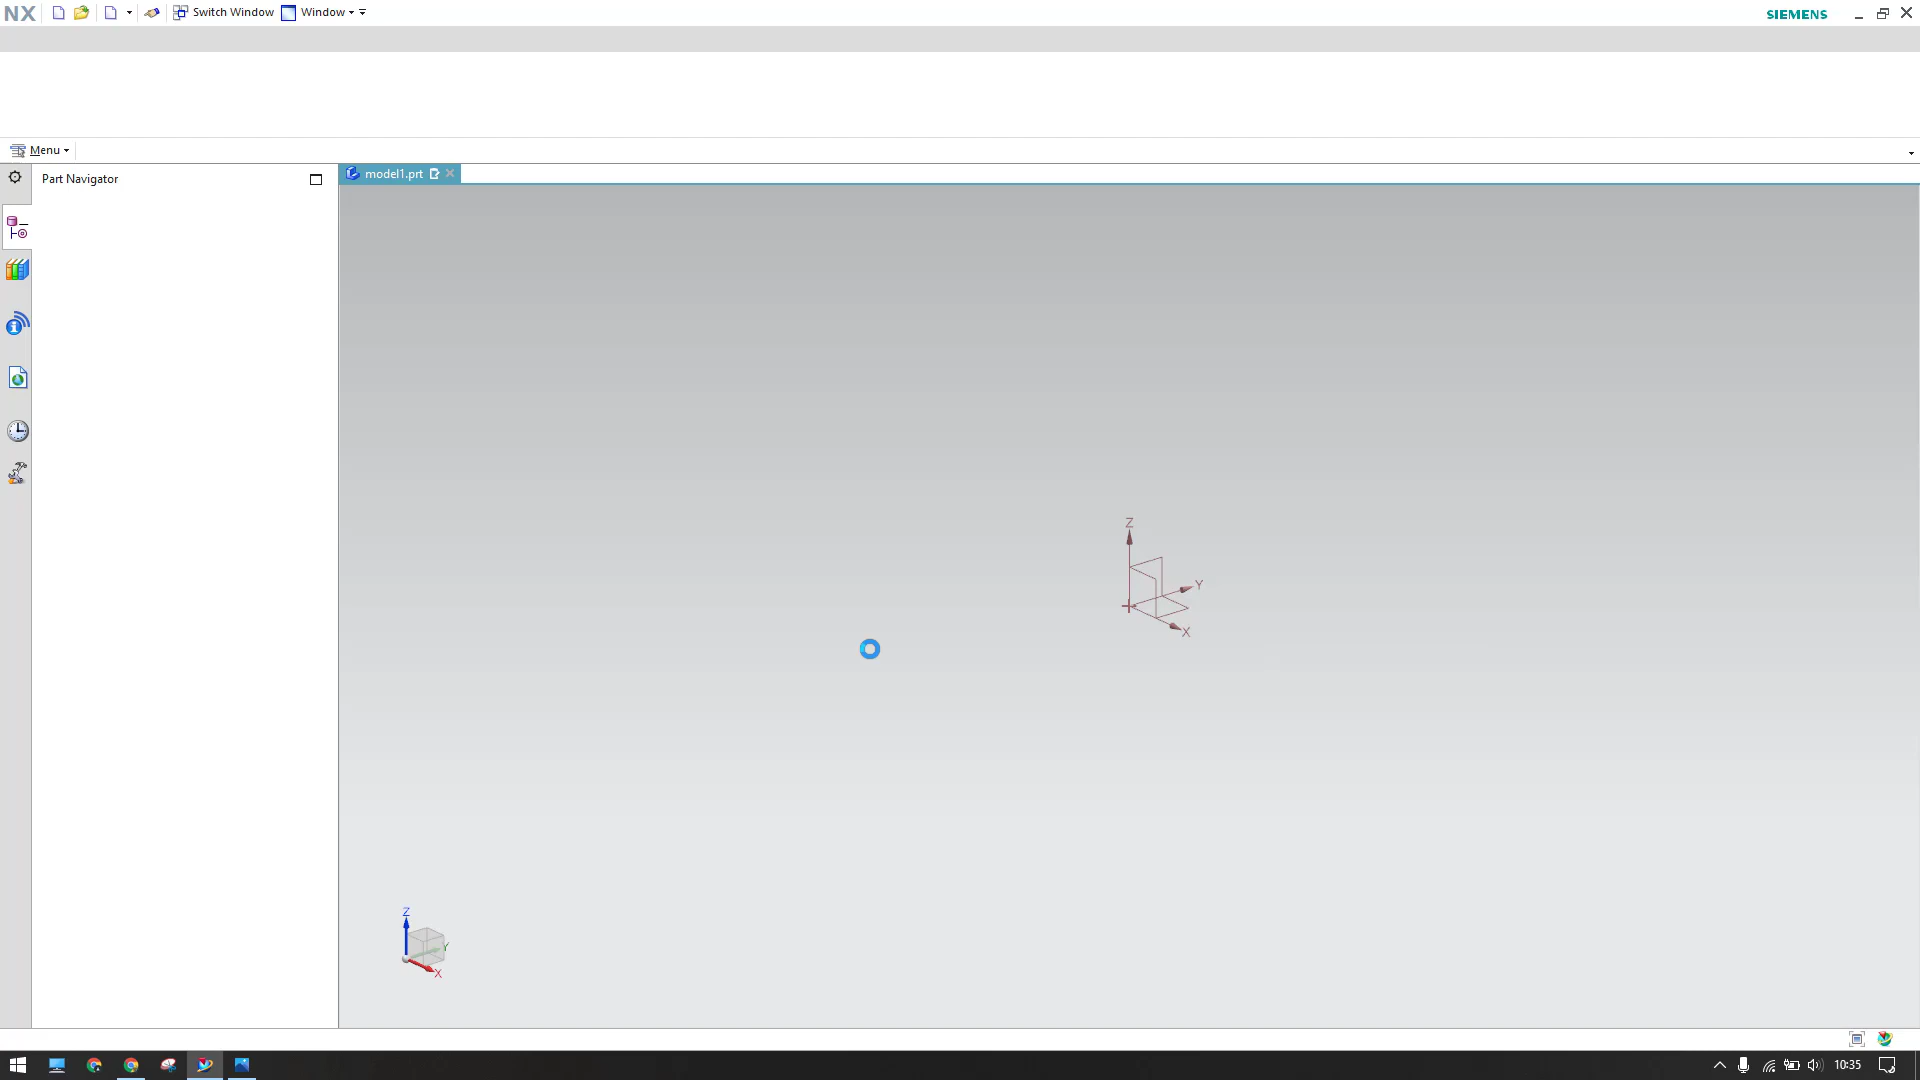 NX Switch Window Window SIEMENS
Menu
Part Navigator
model1.prt
Z
Y
X
Z
Y
X
10:35